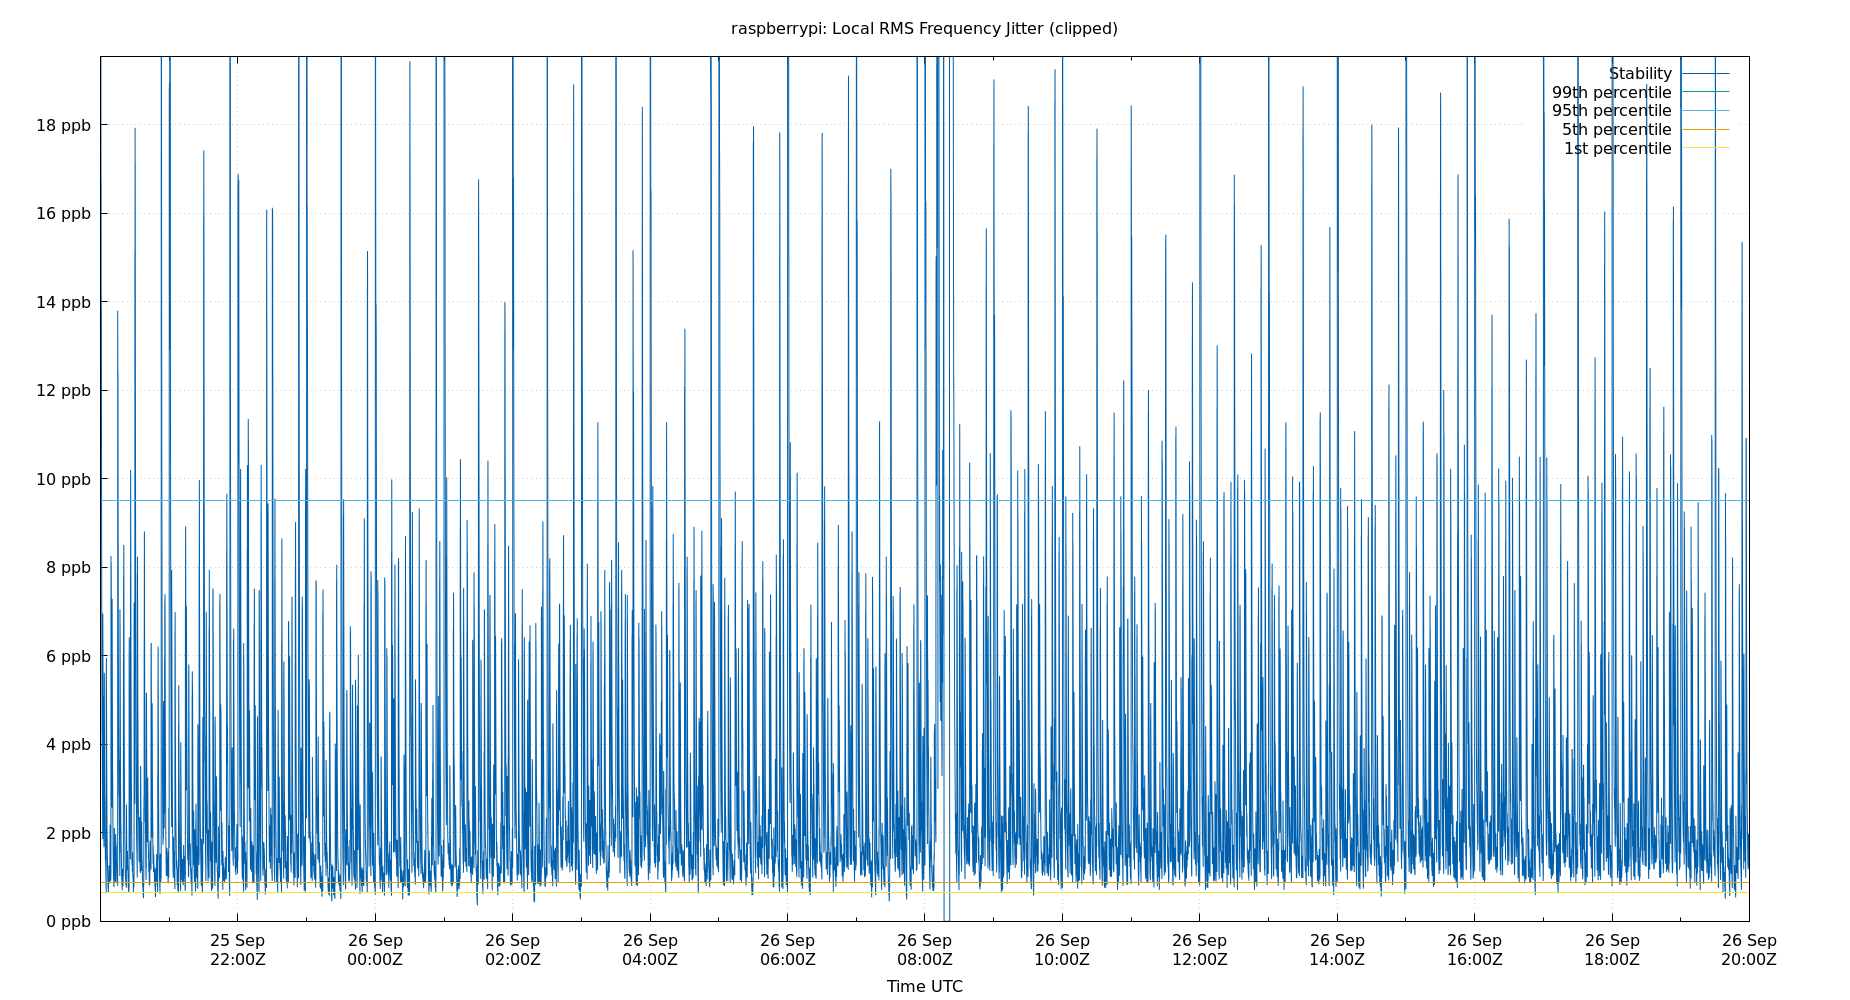 raspberrypi: Local RMS Frequency Jitter (clipped)
Stability
99th percentile
95th percentile
5th percentile
1st percentile
18 ppb
16 ppb
14 ppb
12 ppb
10 ppb
8 ppb
6 ppb
4 ppb
2 ppb
0 ppb
25 Sep 26 Sep 26 Sep 26 Sep 26 Sep 26 Sep 26 Sep 26 Sep 26 Sep 26 Sep 26 Sep 26 Sep
22:00Z 00:00Z 02:00Z 04:00Z 06:00Z 08:00Z 10:00Z 12:00Z 14:00Z 16:00Z 18:00Z 20:00Z
Time UTC